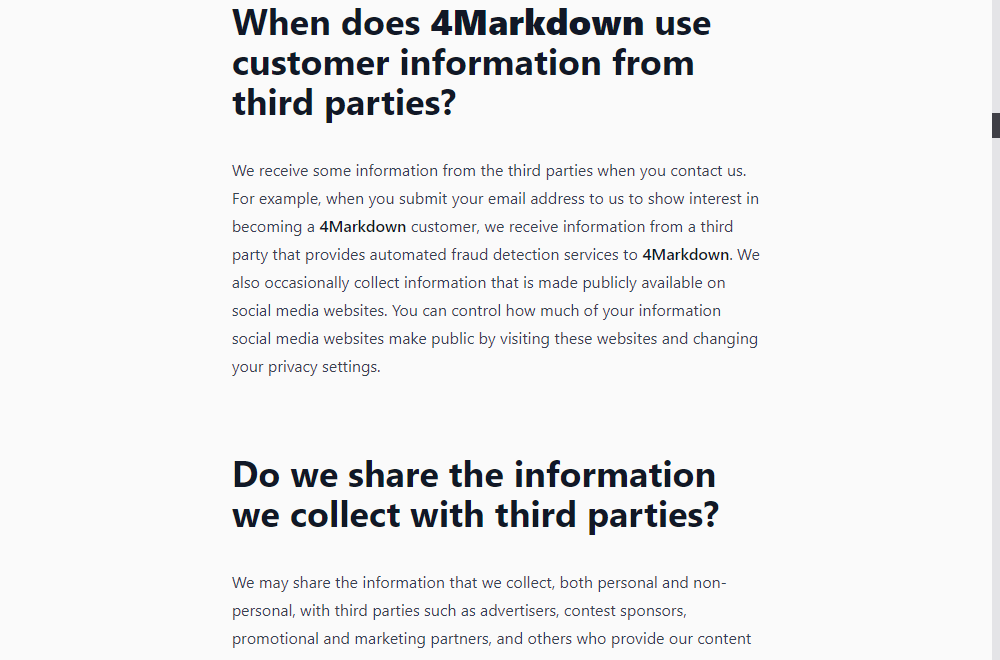 When does 4Markdown use
customer information from
third parties?
We receive some information from the third parties when you contact us.
For example, when you submit your email address to us to show interest in
becoming a 4Markdown customer, we receive information from a third
party that provides automated fraud detection services to 4Markdown. We
also occasionally collect information that is made publicly available on
social media websites. You can control how much of your information
social media websites make public by visiting these websites and changing
your privacy settings.
Do we share the information
we collect with third parties?
We may share the information that we collect, both personal and non-
personal, with third parties such as advertisers, contest sponsors,
promotional and marketing partners, and others who provide our content